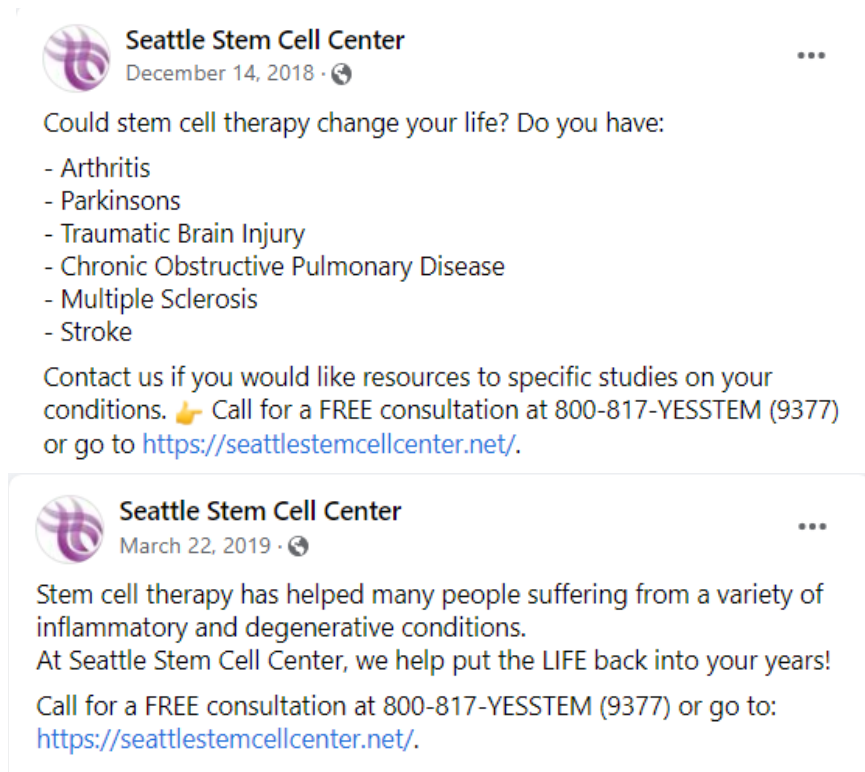 Seattle Stem Cell Center
December 14, 2018 ·
Could stem cell therapy change your life? Do you have:
- Arthritis
- Parkinsons
- Traumatic Brain Injury
- Chronic Obstructive Pulmonary Disease
- Multiple Sclerosis
- Stroke
Contact us if you would like resources to specific studies on your
conditions. 👉 Call for a FREE consultation at 800-817-YESSTEM (9377)
or go to https://seattlestemcellcenter.net/.
Seattle Stem Cell Center
March 22, 2019 ·
Stem cell therapy has helped many people suffering from a variety of
inflammatory and degenerative conditions.
At Seattle Stem Cell Center, we help put the LIFE back into your years!
Call for a FREE consultation at 800-817-YESSTEM (9377) or go to:
https://seattlestemcellcenter.net/.